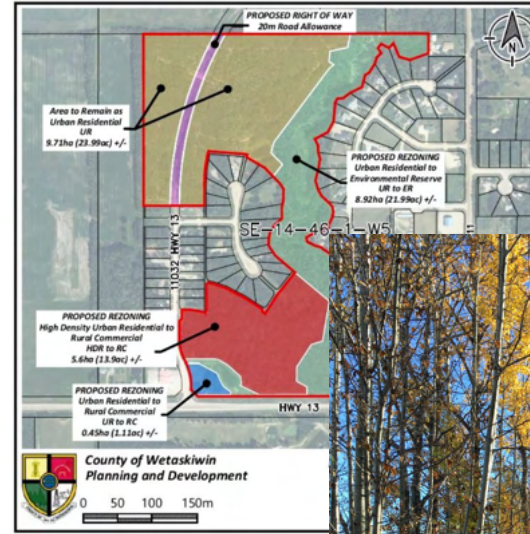 PROPOSED RIGHT OF WAY
20m Road Allowance
N
Area to Remain as
Urban Residential
UR
9.71ha (23.99ac) +/-
PROPOSED REZONING
Urban Residential to
Environmental Reserve
UR to ER
8.92ha (21.99ac) +/-
SE-14-46-1-W5
11032 HWY 13
PROPOSED REZONING
High Density Urban Residential to
Rural Commercial
HDR to RC
5.6ha (13.9ac) +/-
PROPOSED REZONING
Urban Residential to
Rural Commercial
UR to RC
0.45ha (1.11ac) +/-
HWY 13
County of Wetaskiwin
Planning and Development
0 50 100 150m